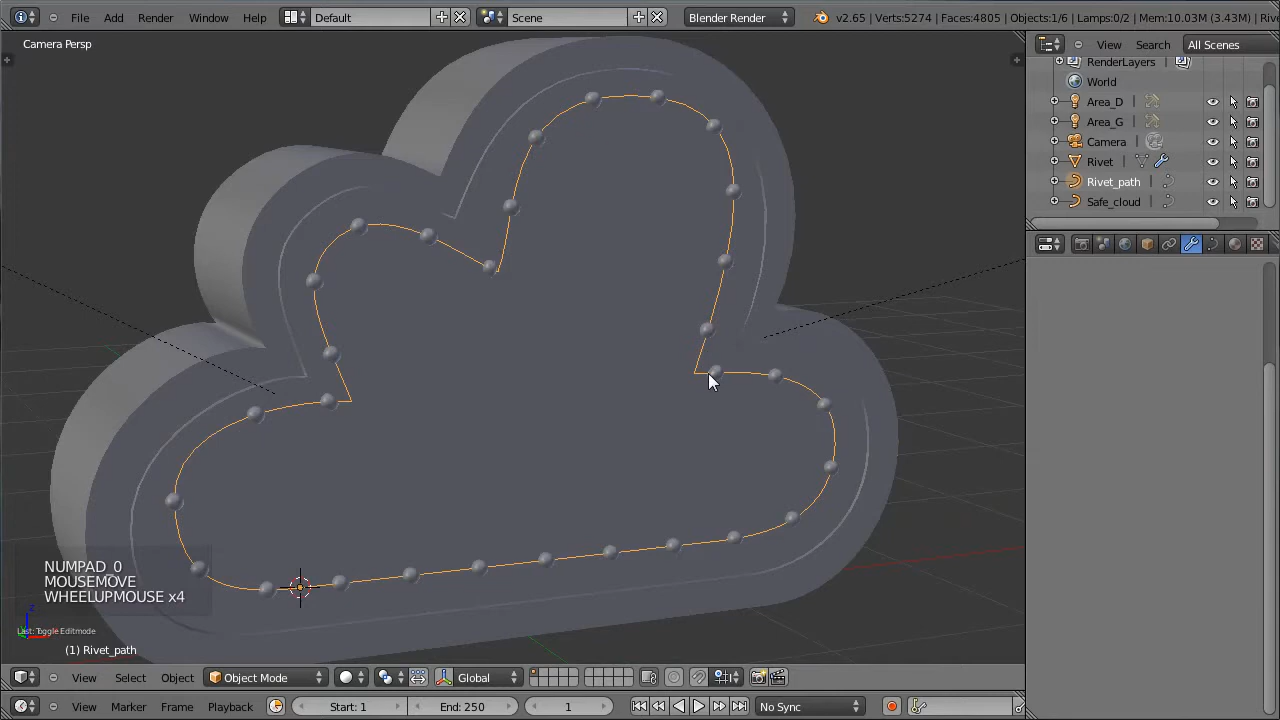 File Add Render Window Help Default Scene Blender Render v2.65 | Verts:5274 | Faces:4805 | Objects:1/6 | Lamps:0/2 | Mem:10.03M (3.43M) | Rive
Camera Persp
View Search All Scenes
RenderLayers
World
Area_D
Area_G
Camera
Rivet
Rivet_path
Safe_cloud
NUMPAD_0
MOUSEMOVE
WHEELUPMOUSE x4
Last: Toggle Editmode
z
(1) Rivet_path
View Select Object Object Mode Global
View Marker Frame Playback Start: 1 End: 250 1 No Sync